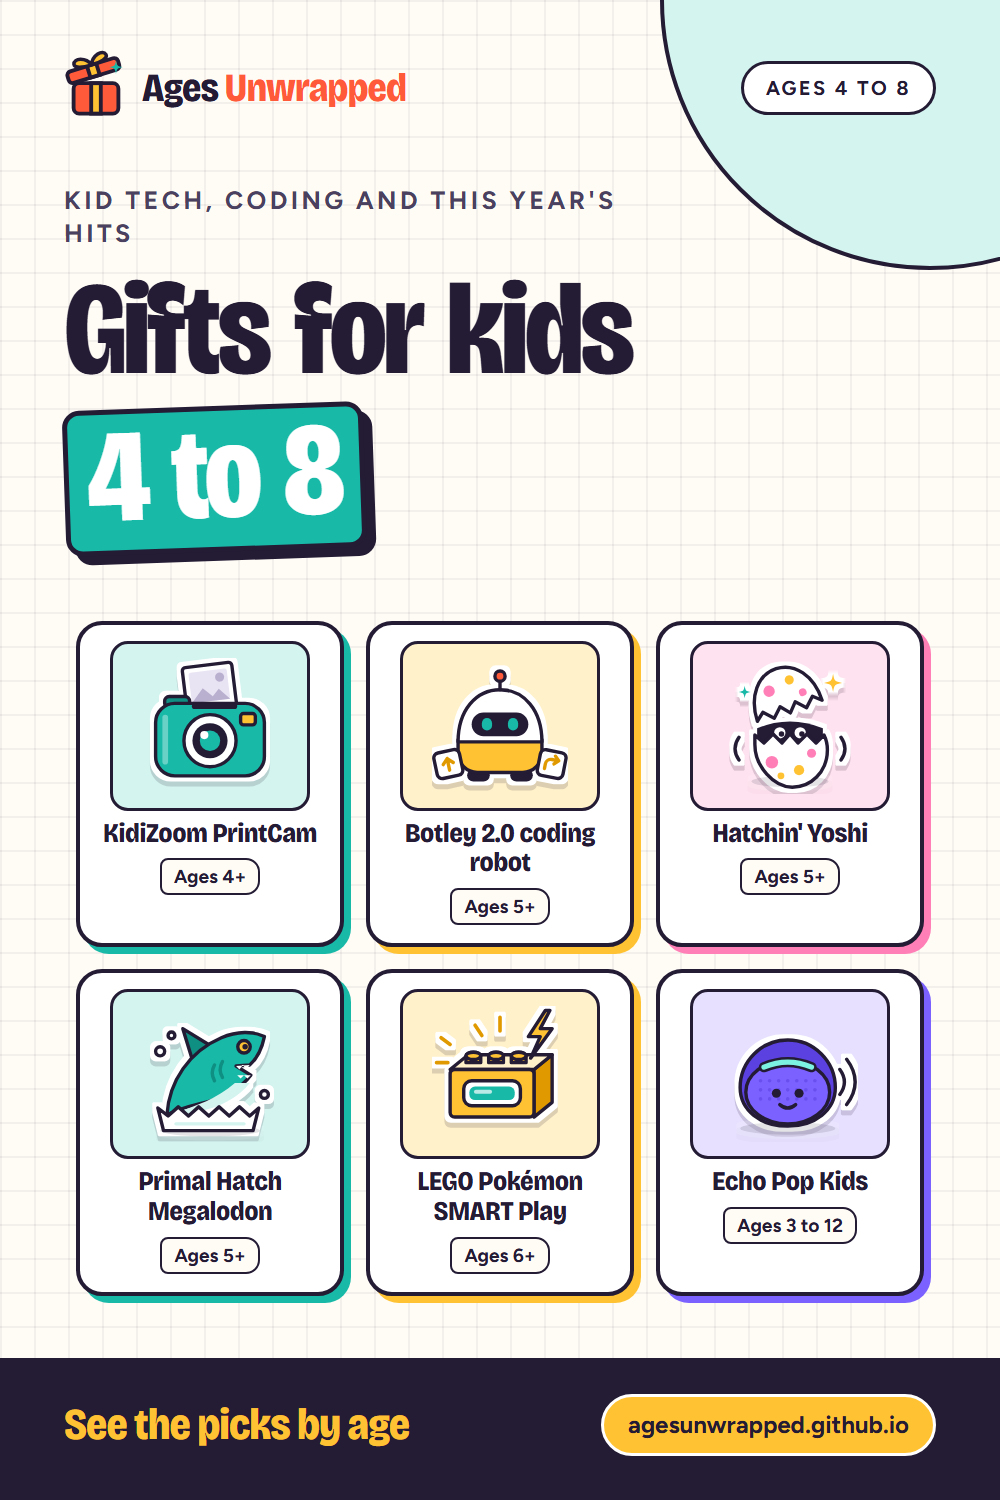 Ages Unwrapped
AGES 4 TO 8
KID TECH, CODING AND THIS YEAR'S
HITS
Gifts for kids
4 to 8
KidiZoom PrintCam
Ages 4+
Botley 2.0 coding
robot
Ages 5+
Hatchin' Yoshi
Ages 5+
Primal Hatch
Megalodon
Ages 5+
LEGO Pokémon
SMART Play
Ages 6+
Echo Pop Kids
Ages 3 to 12
See the picks by age
agesunwrapped.github.io